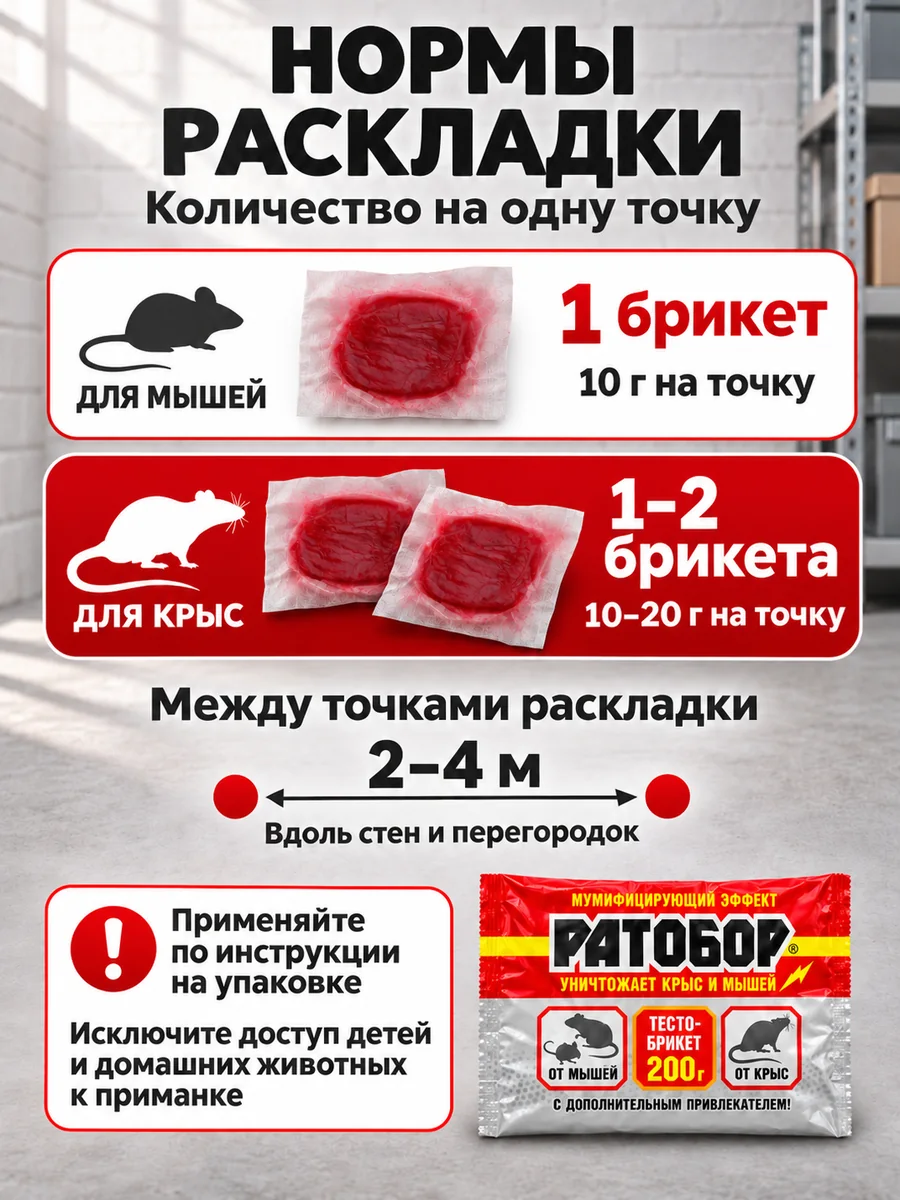 НОРМЫ
РАСКЛАДКИ
Количество на одну точку
ДЛЯ МЫШЕЙ
1 брикет
10 г на точку
ДЛЯ КРЫС
1–2
брикета
10–20 г на точку
Между точками раскладки
2–4 м
Вдоль стен и перегородок
!
Применяйте
по инструкции
на упаковке
Исключите доступ детей
и домашних животных
к приманке
МУМИФИЦИРУЮЩИЙ ЭФФЕКТ
РАТОБОР®
УНИЧТОЖАЕТ КРЫС И МЫШЕЙ
ОТ МЫШЕЙ
ТЕСТО-
БРИКЕТ
200г
ОТ КРЫС
С ДОПОЛНИТЕЛЬНЫМ ПРИВЛЕКАТЕЛЕМ!